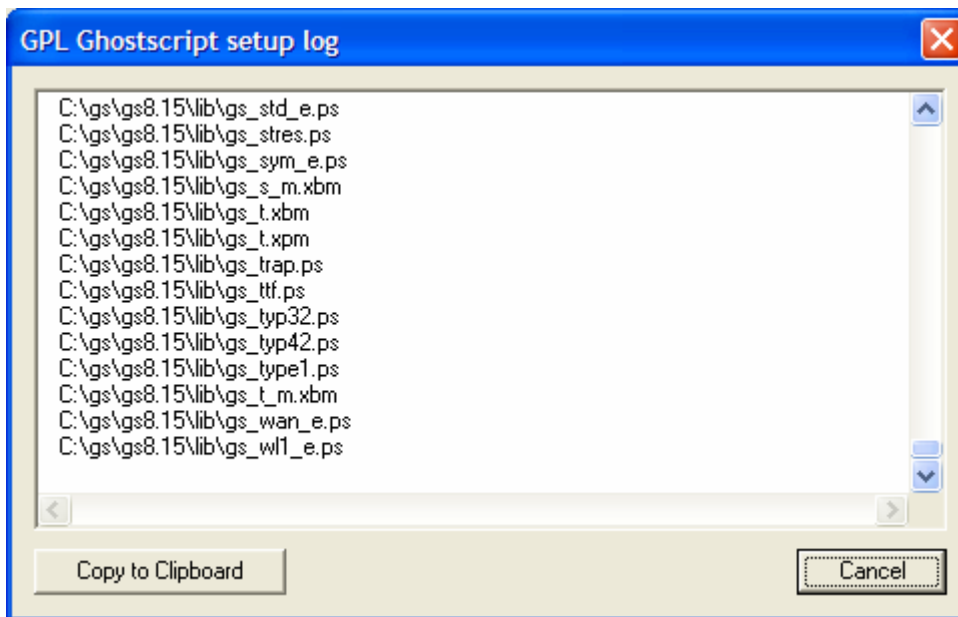 GPL Ghostscript setup log
C:\gs\gs8.15\lib\gs_std_e.ps
C:\gs\gs8.15\lib\gs_stres.ps
C:\gs\gs8.15\lib\gs_sym_e.ps
C:\gs\gs8.15\lib\gs_s_m.xbm
C:\gs\gs8.15\lib\gs_t.xbm
C:\gs\gs8.15\lib\gs_t.xpm
C:\gs\gs8.15\lib\gs_trap.ps
C:\gs\gs8.15\lib\gs_ttf.ps
C:\gs\gs8.15\lib\gs_typ32.ps
C:\gs\gs8.15\lib\gs_typ42.ps
C:\gs\gs8.15\lib\gs_type1.ps
C:\gs\gs8.15\lib\gs_t_m.xbm
C:\gs\gs8.15\lib\gs_wan_e.ps
C:\gs\gs8.15\lib\gs_wl1_e.ps
Copy to Clipboard
Cancel